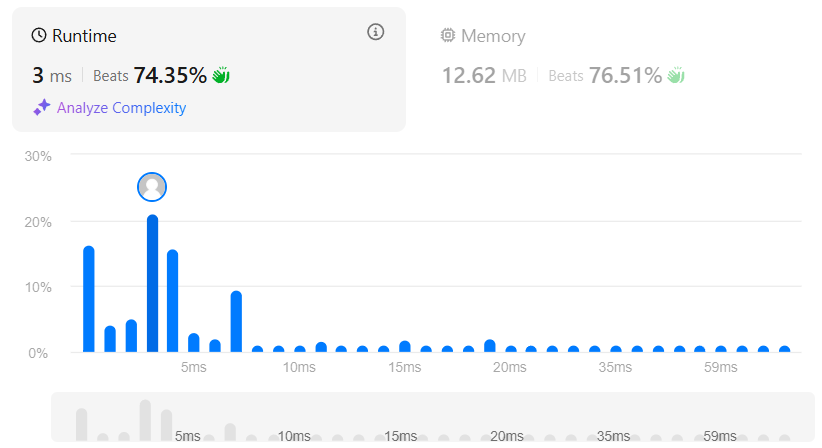 Runtime
3 ms Beats 74.35%
Analyze Complexity
Memory
12.62 MB Beats 76.51%
30%
20%
10%
0%
5ms 10ms 15ms 20ms 35ms 59ms
5ms 10ms 15ms 20ms 35ms 59ms